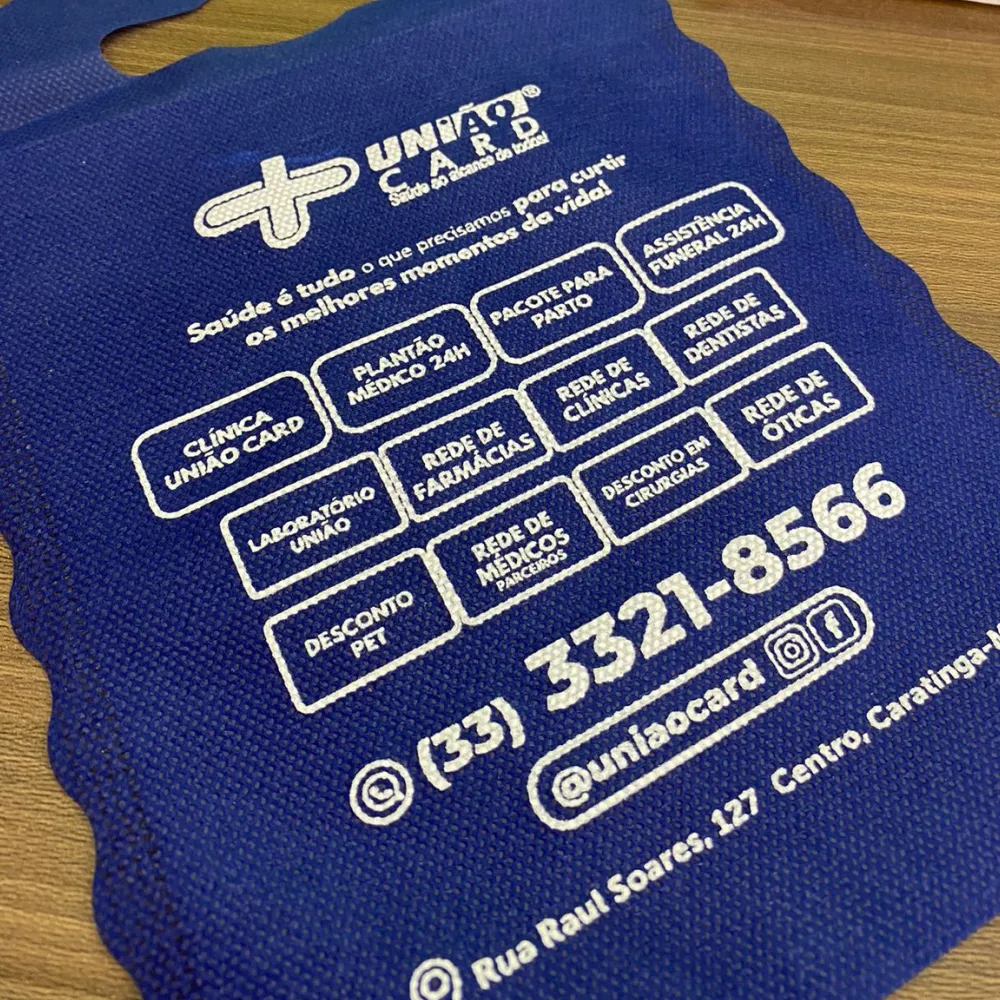 UNIÃO®
CARD
Saúde ao alcance de todos!
Saúde é tudo o que precisamos para curtir
os melhores momentos da vida!
CLÍNICA
UNIÃO CARD
PLANTÃO
MÉDICO 24H
PACOTE PARA
PARTO
ASSISTÊNCIA
FUNERAL 24H
LABORATÓRIO
UNIÃO
REDE DE
FARMÁCIAS
REDE DE
CLÍNICAS
REDE DE
DENTISTAS
DESCONTO
PET
REDE DE
MÉDICOS
PARCEIROS
DESCONTO EM
CIRURGIAS
REDE DE
ÓTICAS
(33) 3321-8566
@uniaocard
Rua Raul Soares, 127 Centro, Caratinga-